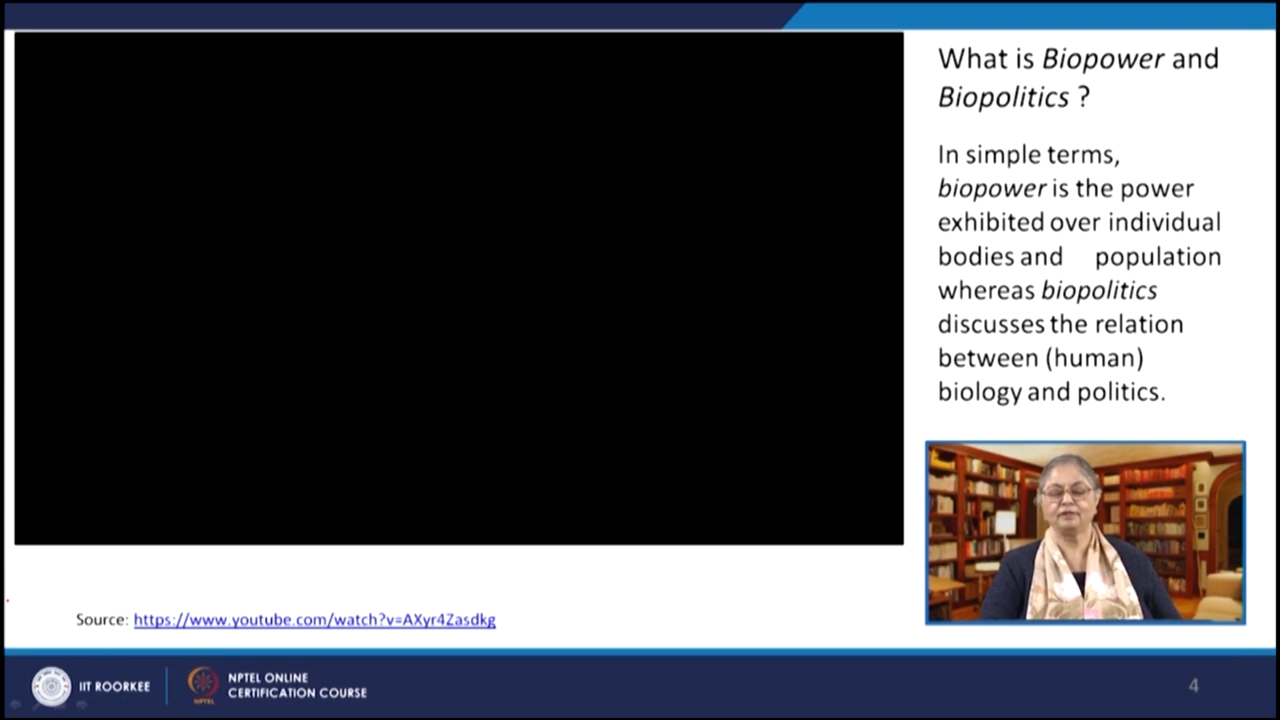 What is Biopower and
Biopolitics ?
In simple terms,
biopower is the power
exhibited over individual
bodies and population
whereas biopolitics
discusses the relation
between (human)
biology and politics.
Source: https://www.youtube.com/watch?v=AXyr4Zasdkg
IIT ROORKEE
NPTEL
NPTEL ONLINE
CERTIFICATION COURSE
4